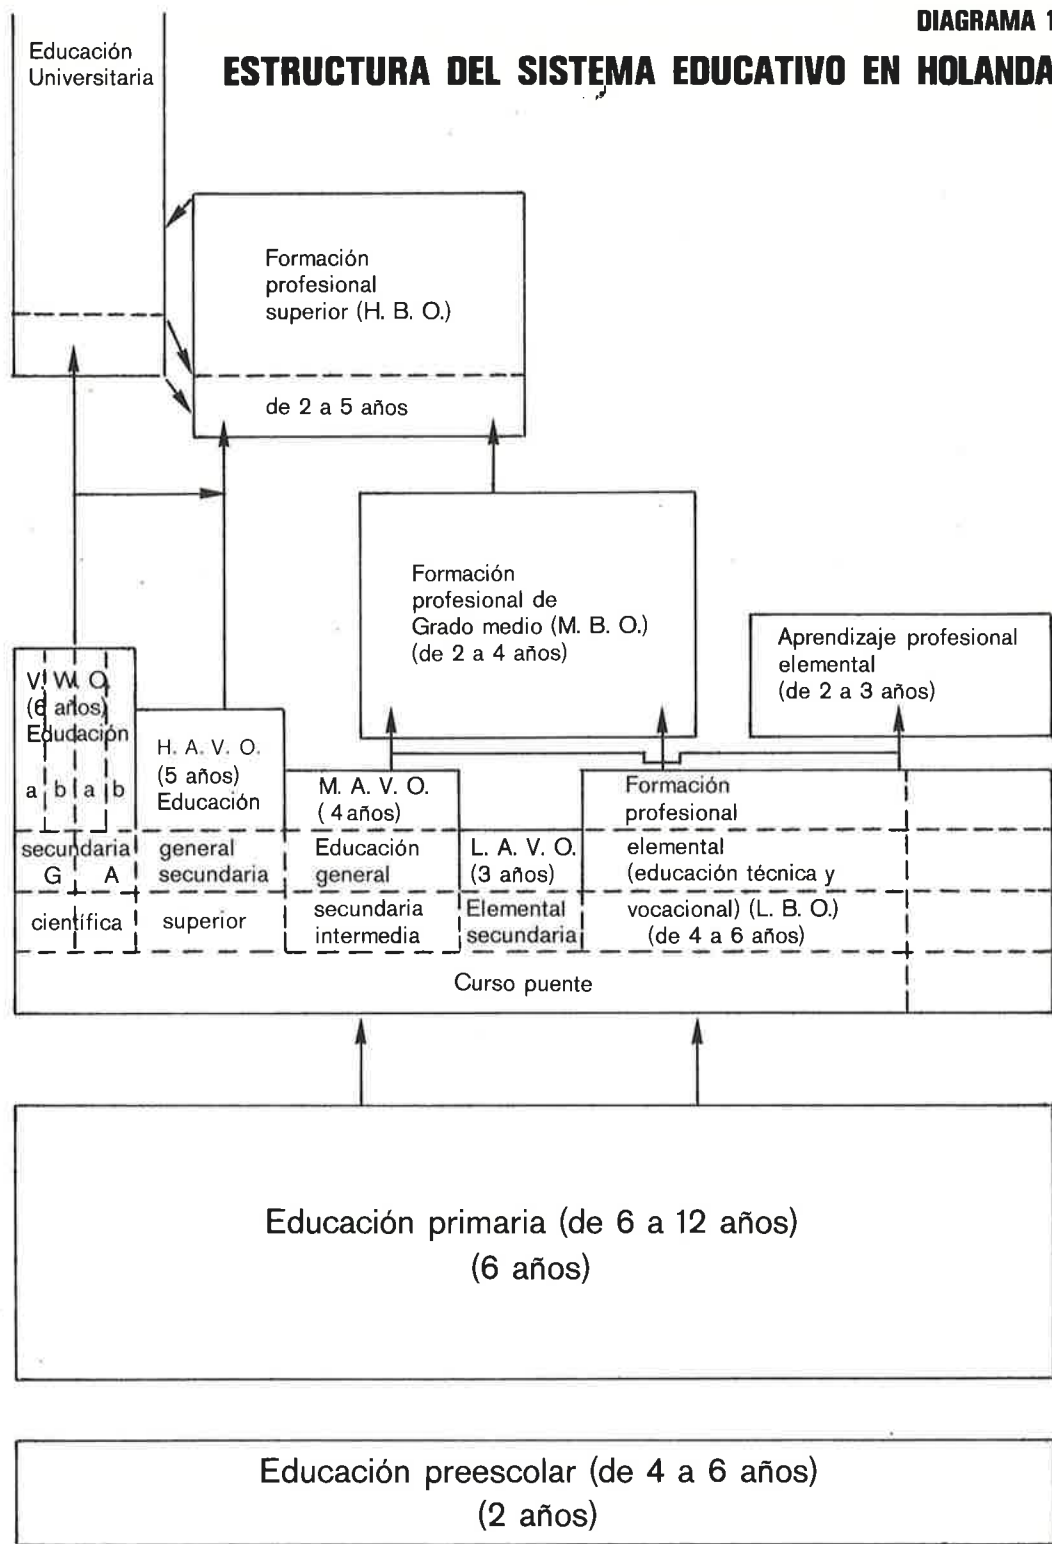 DIAGRAMA 1
ESTRUCTURA DEL SISTEMA EDUCATIVO EN HOLANDA
Educación
Universitaria
Formación
profesional
superior (H. B. O.)
de 2 a 5 años
Formación
profesional de
Grado medio (M. B. O.)
(de 2 a 4 años)
Aprendizaje profesional
elemental
(de 2 a 3 años)
V. W. O.
(6 años)
Educación
a b a b
secundaria
G A
científica
H. A. V. O.
(5 años)
Educación
general
secundaria
superior
M. A. V. O.
( 4 años)
Educación
general
secundaria
intermedia
L. A. V. O.
(3 años)
Elemental
secundaria
Formación
profesional
elemental
(educación técnica y
vocacional) (L. B. O.)
(de 4 a 6 años)
Curso puente
Educación primaria (de 6 a 12 años)
(6 años)
Educación preescolar (de 4 a 6 años)
(2 años)